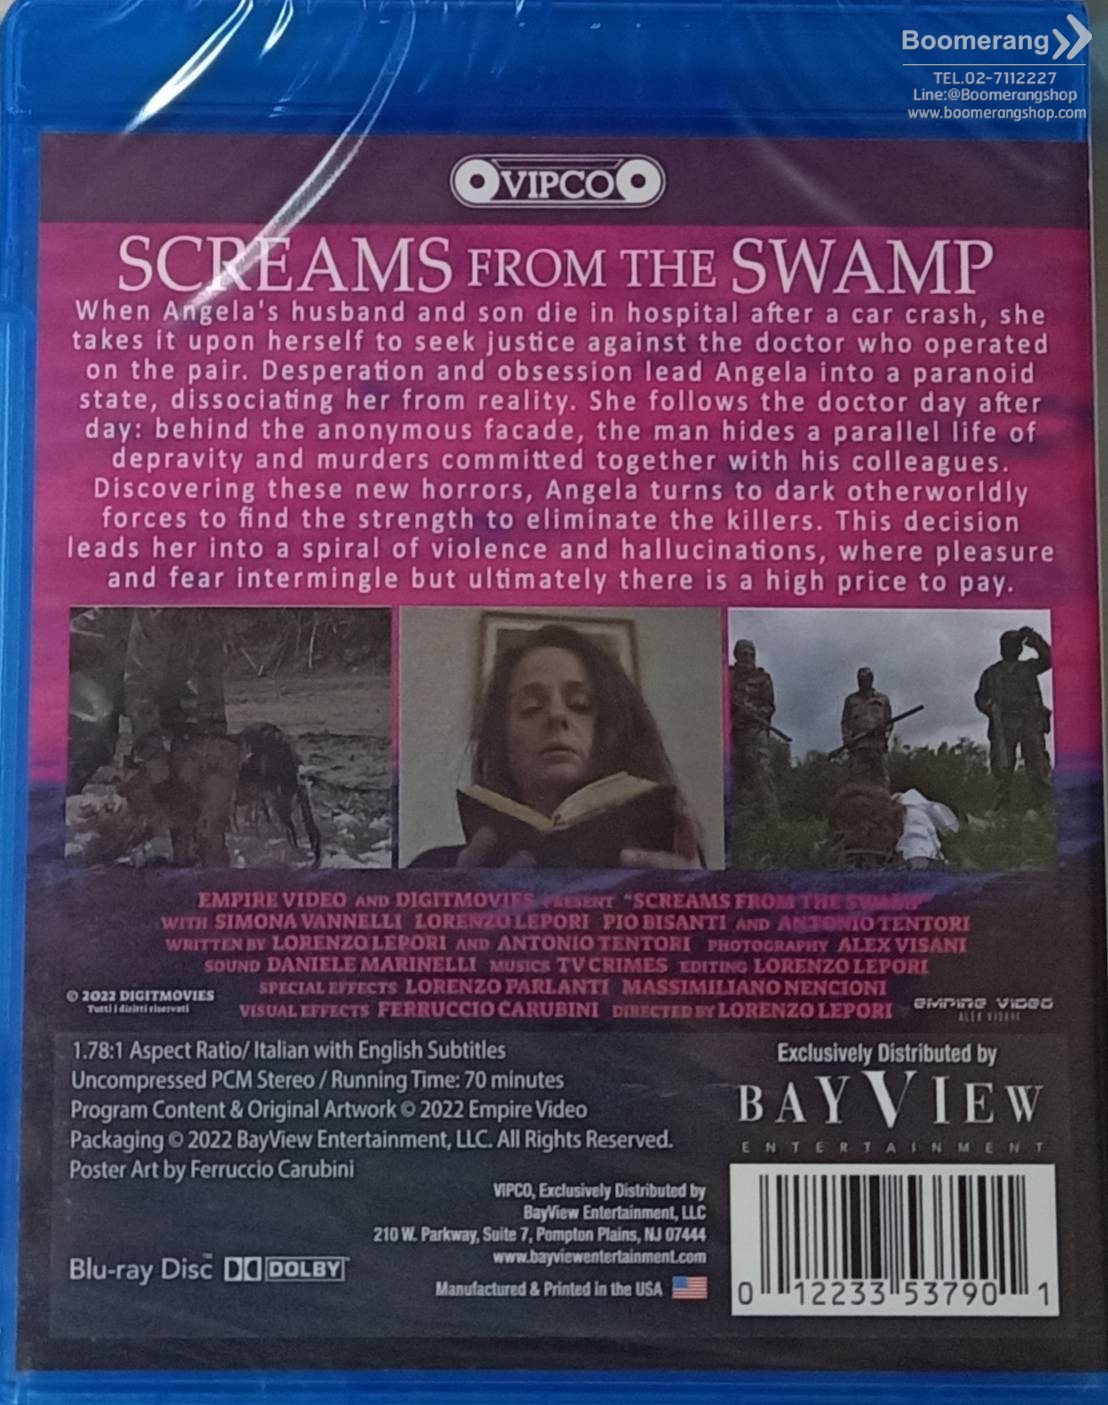 Boomerang
TEL.02-7112227
Line:@Boomerangshop
www.boomerangshop.com
VIPCO
SCREAMS FROM THE SWAMP
When Angela's husband and son die in hospital after a car crash, she
takes it upon herself to seek justice against the doctor who operated
on the pair. Desperation and obsession lead Angela into a paranoid
state, dissociating her from reality. She follows the doctor day after
day: behind the anonymous facade, the man hides a parallel life of
depravity and murders committed together with his colleagues.
Discovering these new horrors, Angela turns to dark otherworldly
forces to find the strength to eliminate the killers. This decision
leads her into a spiral of violence and hallucinations, where pleasure
and fear intermingle but ultimately there is a high price to pay.
EMPIRE VIDEO AND DIGITMOVIES PRESENT "SCREAMS FROM THE SWAMP"
WITH SIMONA VANNELLI LORENZO LEPORI PIO BISANTI AND ANTONIO TENTORI
WRITTEN BY LORENZO LEPORI AND ANTONIO TENTORI PHOTOGRAPHY ALEX VISANI
SOUND DANIELE MARINELLI MUSICS TV CRIMES EDITING LORENZO LEPORI
SPECIAL EFFECTS LORENZO PARLANTI MASSIMILIANO NENCIONI
VISUAL EFFECTS FERRUCCIO CARUBINI DIRECTED BY LORENZO LEPORI
© 2022 DIGITMOVIES
Tutti i diritti riservati
EMPIRE VIDEO
ALEX VISANI
1.78:1 Aspect Ratio/ Italian with English Subtitles
Uncompressed PCM Stereo / Running Time: 70 minutes
Program Content & Original Artwork © 2022 Empire Video
Packaging © 2022 BayView Entertainment, LLC. All Rights Reserved.
Poster Art by Ferruccio Carubini
Exclusively Distributed by
BAYVIEW
ENTERTAINMENT
VIPCO, Exclusively Distributed by
BayView Entertainment, LLC
210 W. Parkway, Suite 7, Pompton Plains, NJ 07444
www.bayviewentertainment.com
Manufactured & Printed in the USA
Blu-ray Disc™ DOLBY
0 12233 53790 1